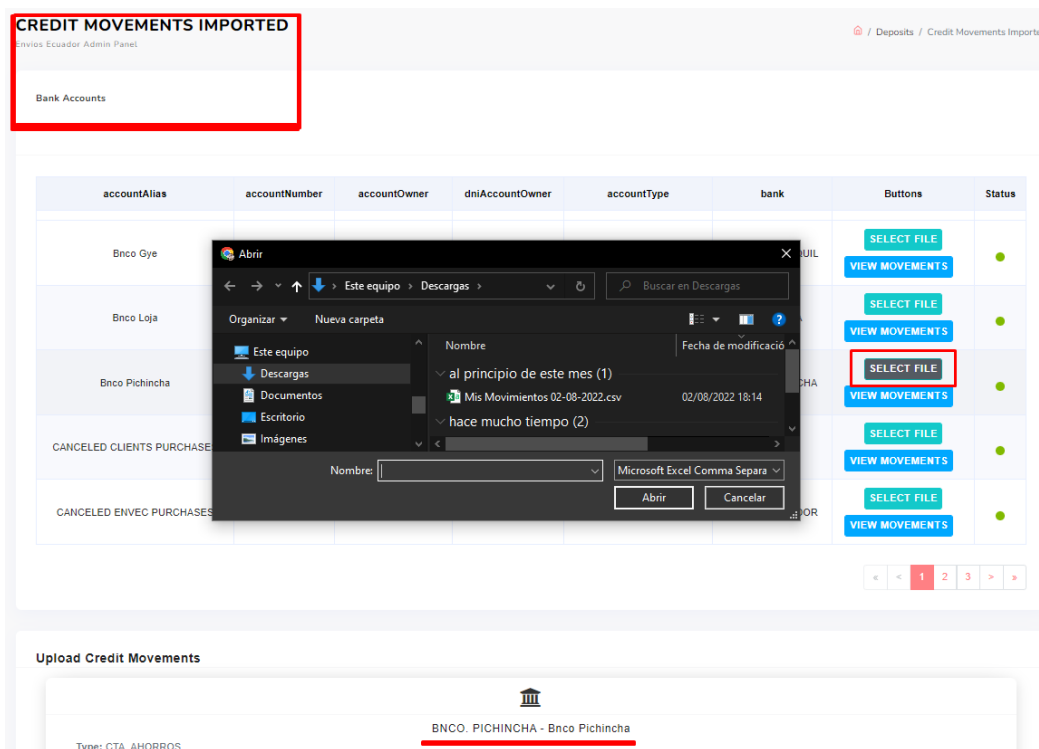 CREDIT MOVEMENTS IMPORTED
Envios Ecuador Admin Panel
/ Deposits / Credit Movements Importe
Bank Accounts
accountAlias accountNumber accountOwner dniAccountOwner accountType bank Buttons Status
Bnco Gye QUIL SELECT FILE
VIEW MOVEMENTS
Bnco Loja SELECT FILE
VIEW MOVEMENTS
Bnco Pichincha CHA SELECT FILE
VIEW MOVEMENTS
CANCELED CLIENTS PURCHASE SELECT FILE
VIEW MOVEMENTS
CANCELED ENVEC PURCHASES DOR SELECT FILE
VIEW MOVEMENTS
Abrir
Este equipo > Descargas >
Buscar en Descargas
Organizar Nueva carpeta
Este equipo
Descargas
Documentos
Escritorio
Imágenes
Nombre Fecha de modificació
al principio de este mes (1)
Mis Movimientos 02-08-2022.csv 02/08/2022 18:14
hace mucho tiempo (2)
Nombre: Microsoft Excel Comma Separa
Abrir Cancelar
« < 1 2 3 > »
Upload Credit Movements
BNCO. PICHINCHA - Bnco Pichincha
Type: CTA. AHORROS